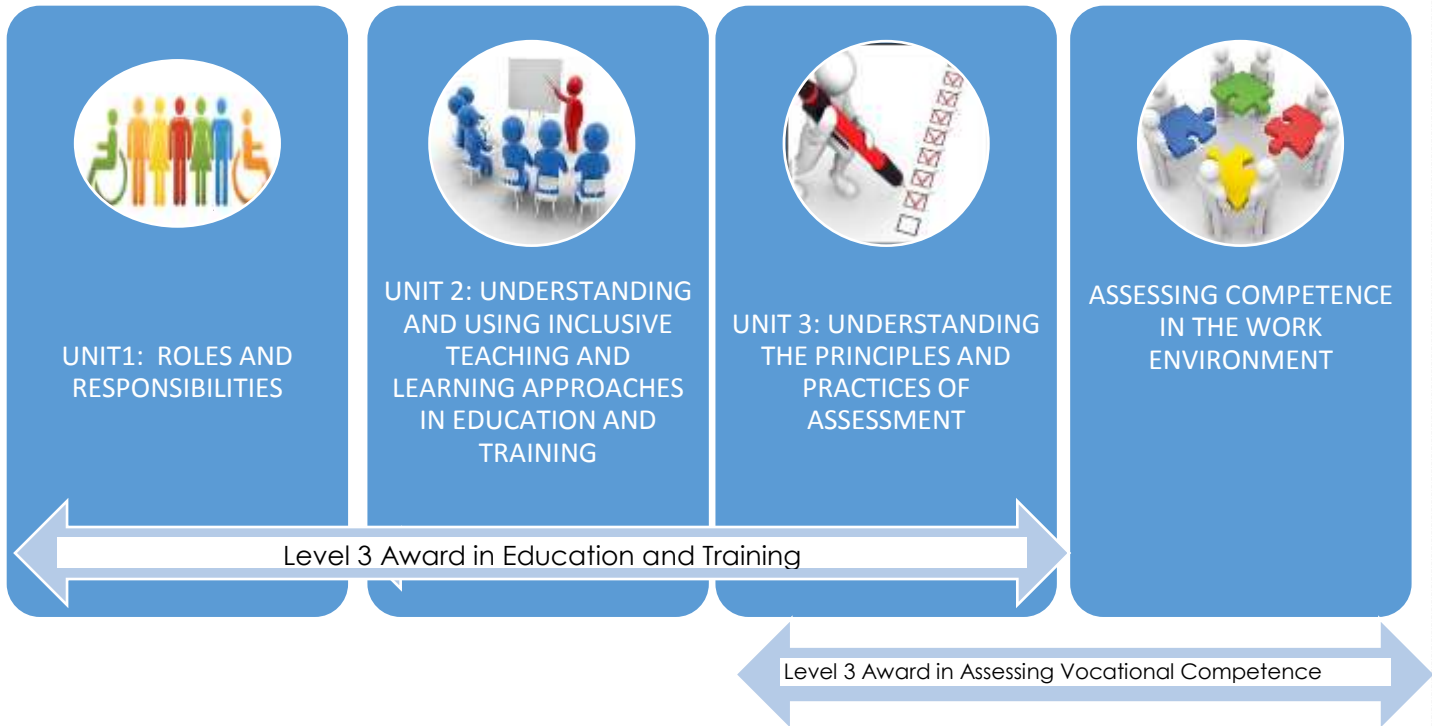 UNIT1:  ROLES AND
RESPONSIBILITIES
UNIT 2: UNDERSTANDING
AND USING INCLUSIVE
TEACHING AND
LEARNING APPROACHES
IN EDUCATION AND
TRAINING
UNIT 3: UNDERSTANDING
THE PRINCIPLES AND
PRACTICES OF
ASSESSMENT
ASSESSING COMPETENCE
IN THE WORK
ENVIRONMENT
Level 3 Award in Education and Training
Level 3 Award in Assessing Vocational Competence